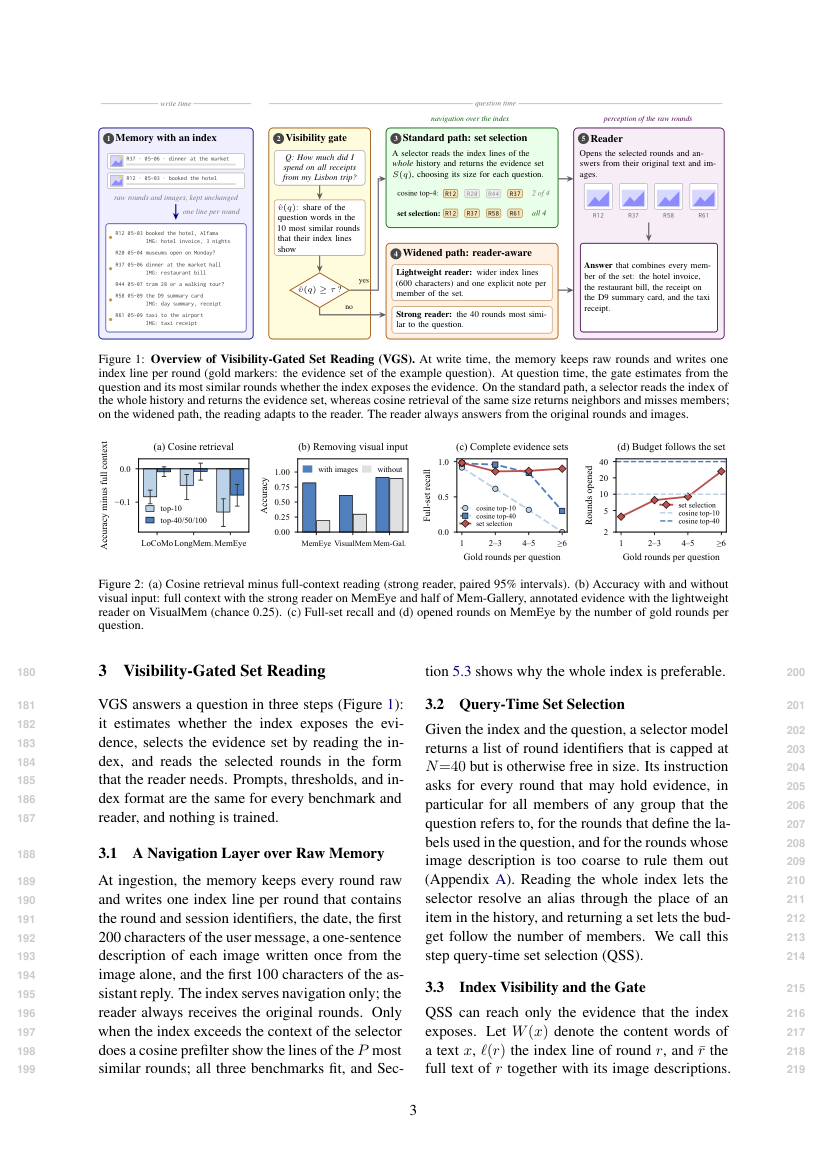 write time
question time
navigation over the index
perception of the raw rounds
1 Memory with an index
R37 · 05-06 · dinner at the market
R12 · 05-03 · booked the hotel
raw rounds and images, kept unchanged
one line per round
R12 05-03 booked the hotel, Alfama
IMG: hotel invoice, 3 nights
R20 05-04 museums open on Monday?
R37 05-06 dinner at the market hall
IMG: restaurant bill
R44 05-07 tram 28 or a walking tour?
R58 05-09 the D9 summary card
IMG: day summary, receipt
R61 05-09 taxi to the airport
IMG: taxi receipt
2 Visibility gate
Q: How much did I
spend on all receipts
from my Lisbon trip?
v̂(q): share of the
question words in the
10 most similar rounds
that their index lines
show
v̂(q) ≥ τ ?
yes
no
3 Standard path: set selection
A selector reads the index lines of the
whole history and returns the evidence set
S(q), choosing its size for each question.
cosine top-4: R12 R20 R44 R37 2 of 4
set selection: R12 R37 R58 R61 all 4
4 Widened path: reader-aware
Lightweight reader: wider index lines
(600 characters) and one explicit note per
member of the set.
Strong reader: the 40 rounds most simi-
lar to the question.
5 Reader
Opens the selected rounds and an-
swers from their original text and im-
ages.
R12 R37 R58 R61
Answer that combines every mem-
ber of the set: the hotel invoice,
the restaurant bill, the receipt on
the D9 summary card, and the taxi
receipt.
Figure 1: Overview of Visibility-Gated Set Reading (VGS). At write time, the memory keeps raw rounds and writes one
index line per round (gold markers: the evidence set of the example question). At question time, the gate estimates from the
question and its most similar rounds whether the index exposes the evidence. On the standard path, a selector reads the index of
the whole history and returns the evidence set, whereas cosine retrieval of the same size returns neighbors and misses members;
on the widened path, the reading adapts to the reader. The reader always answers from the original rounds and images.
(a) Cosine retrieval
Accuracy minus full context
0.0
−0.1
top-10
top-40/50/100
LoCoMo LongMem. MemEye
(b) Removing visual input
Accuracy
1.00
0.75
0.50
0.25
0.00
with images
without
MemEye VisualMem Mem-Gal.
(c) Complete evidence sets
Full-set recall
1.0
0.5
0.0
cosine top-10
cosine top-40
set selection
1 2–3 4–5 ≥6
Gold rounds per question
(d) Budget follows the set
Rounds opened
40
20
10
5
2
set selection
cosine top-10
cosine top-40
1 2–3 4–5 ≥6
Gold rounds per question
Figure 2: (a) Cosine retrieval minus full-context reading (strong reader, paired 95% intervals). (b) Accuracy with and without
visual input: full context with the strong reader on MemEye and half of Mem-Gallery, annotated evidence with the lightweight
reader on VisualMem (chance 0.25). (c) Full-set recall and (d) opened rounds on MemEye by the number of gold rounds per
question.
180 3 Visibility-Gated Set Reading
181 VGS answers a question in three steps (Figure 1):
182 it estimates whether the index exposes the evi-
183 dence, selects the evidence set by reading the in-
184 dex, and reads the selected rounds in the form
185 that the reader needs. Prompts, thresholds, and in-
186 dex format are the same for every benchmark and
187 reader, and nothing is trained.
188 3.1 A Navigation Layer over Raw Memory
189 At ingestion, the memory keeps every round raw
190 and writes one index line per round that contains
191 the round and session identifiers, the date, the first
192 200 characters of the user message, a one-sentence
193 description of each image written once from the
194 image alone, and the first 100 characters of the as-
195 sistant reply. The index serves navigation only; the
196 reader always receives the original rounds. Only
197 when the index exceeds the context of the selector
198 does a cosine prefilter show the lines of the P most
199 similar rounds; all three benchmarks fit, and Sec-
tion 5.3 shows why the whole index is preferable. 200
3.2 Query-Time Set Selection 201
Given the index and the question, a selector model 202
returns a list of round identifiers that is capped at 203
N=40 but is otherwise free in size. Its instruction 204
asks for every round that may hold evidence, in 205
particular for all members of any group that the 206
question refers to, for the rounds that define the la- 207
bels used in the question, and for the rounds whose 208
image description is too coarse to rule them out 209
(Appendix A). Reading the whole index lets the 210
selector resolve an alias through the place of an 211
item in the history, and returning a set lets the bud- 212
get follow the number of members. We call this 213
step query-time set selection (QSS). 214
3.3 Index Visibility and the Gate 215
QSS can reach only the evidence that the index 216
exposes. Let W(x) denote the content words of 217
a text x, ℓ(r) the index line of round r, and r̄ the 218
full text of r together with its image descriptions. 219
3